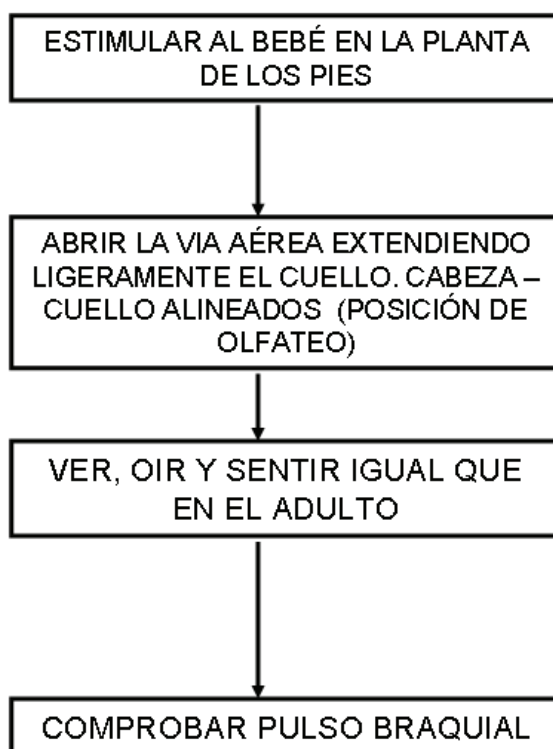 ESTIMULAR AL BEBÉ EN LA PLANTA
DE LOS PIES
ABRIR LA VIA AÉREA EXTENDIENDO
LIGERAMENTE EL CUELLO. CABEZA –
CUELLO ALINEADOS (POSICIÓN DE
OLFATEO)
VER, OIR Y SENTIR IGUAL QUE
EN EL ADULTO
COMPROBAR PULSO BRAQUIAL